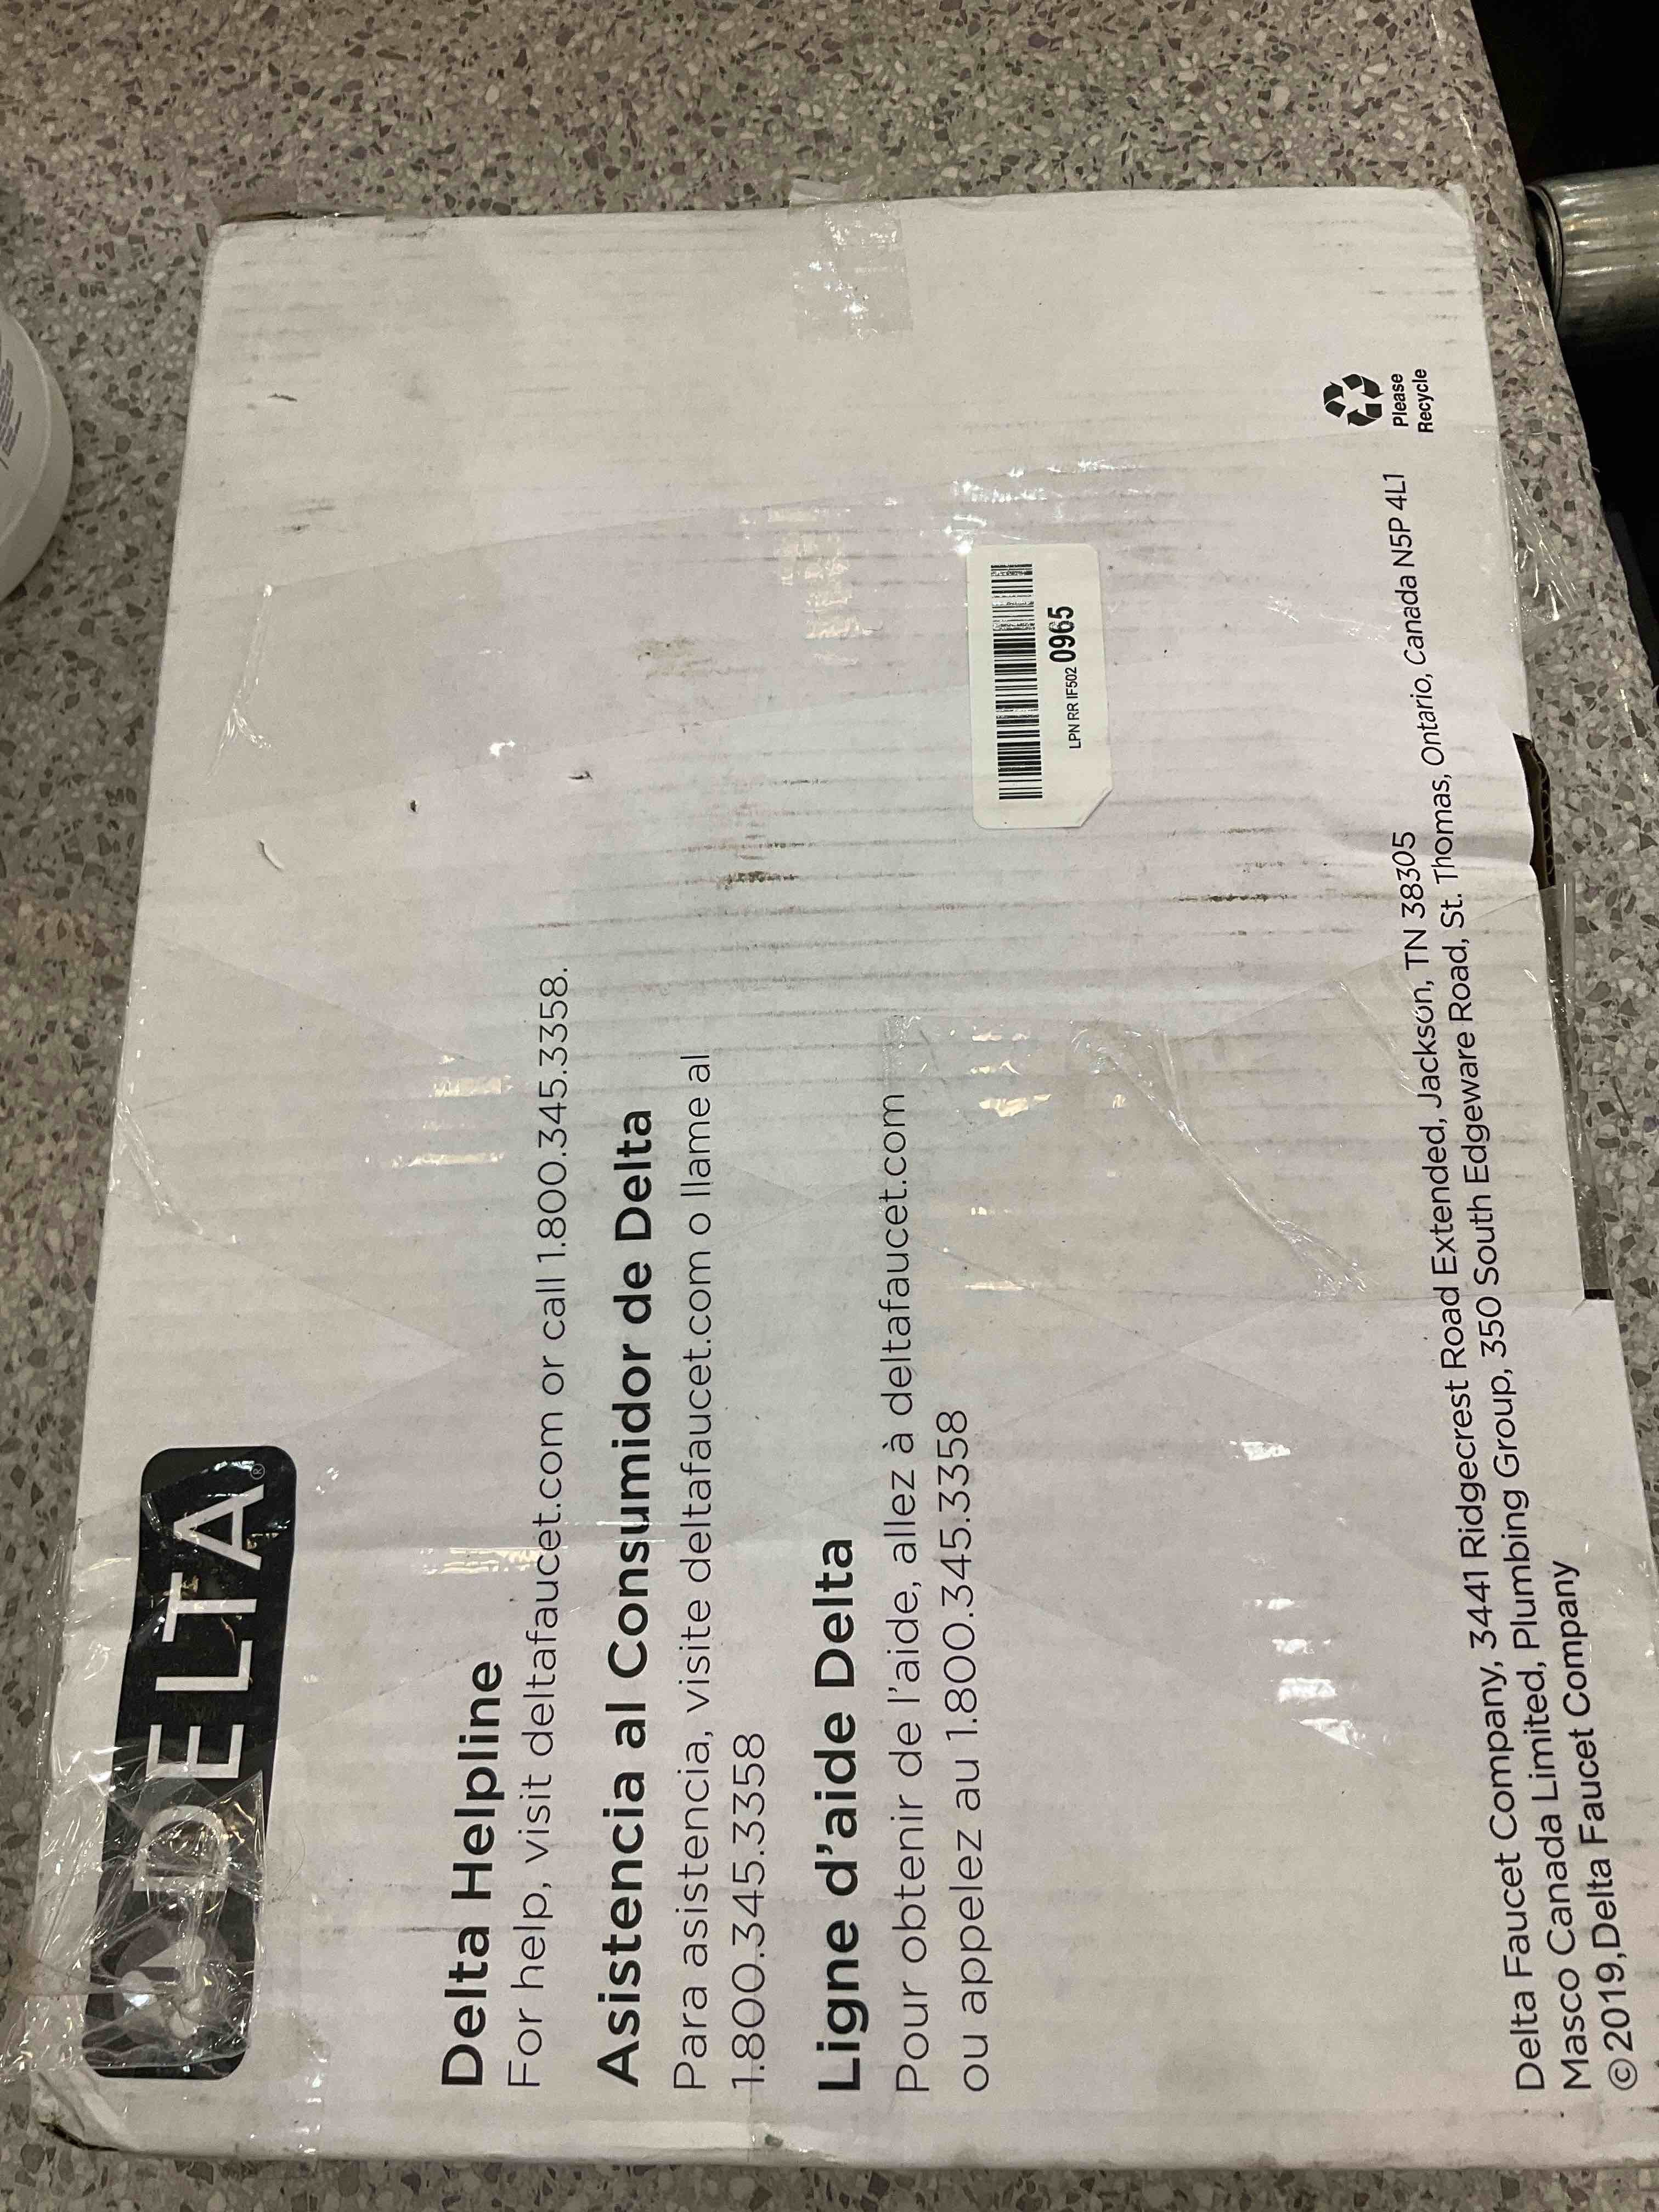 DELTA®
Delta Helpline
For help, visit deltafaucet.com or call 1.800.345.3358.
Asistencia al Consumidor de Delta
Para asistencia, visite deltafaucet.com o llame al
1.800.345.3358
Ligne d'aide Delta
Pour obtenir de l'aide, allez à deltafaucet.com
ou appelez au 1.800.345.3358
LPN RR IF502 0965
Delta Faucet Company, 3441 Ridgecrest Road Extended, Jackson, TN 38305
Masco Canada Limited, Plumbing Group, 350 South Edgeware Road, St. Thomas, Ontario, Canada N5P 4L1
©2019,Delta Faucet Company
Please
Recycle